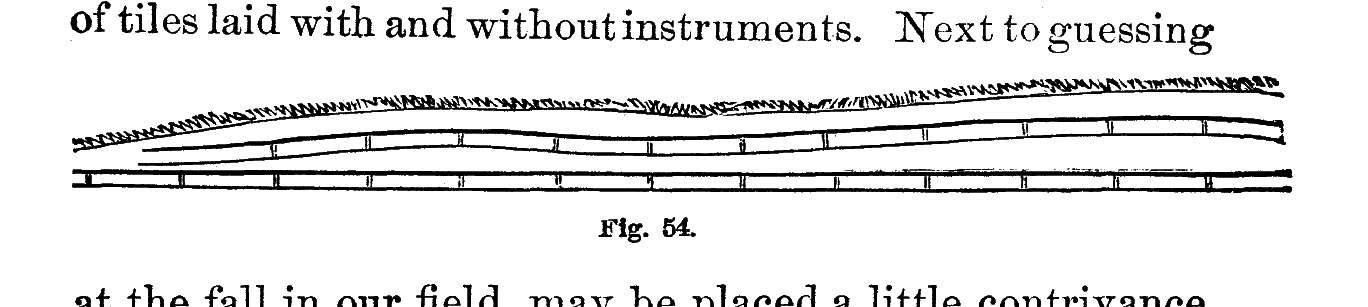 of tiles laid with and without instruments. Next to guessing
Fig. 54.
at the fall in our field, may be placed a little contrivance